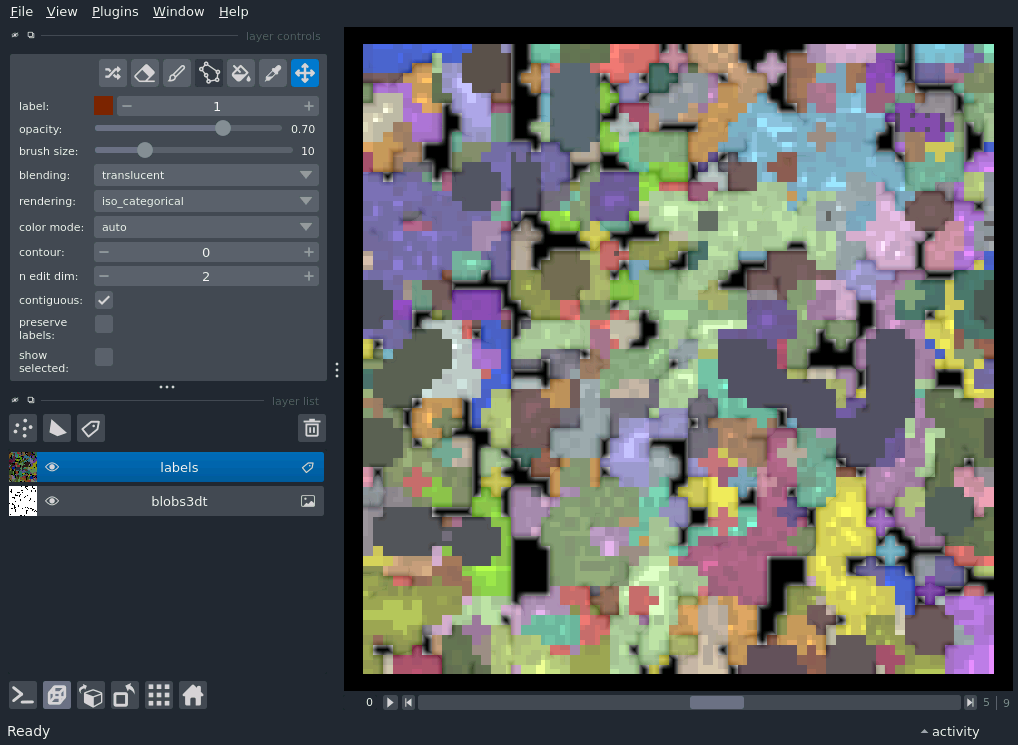 File View Plugins Window Help
layer controls
label: 1
opacity: 0.70
brush size: 10
blending: translucent
rendering: iso_categorical
color mode: auto
contour: 0
n edit dim: 2
contiguous:
preserve
labels:
show
selected:
layer list
labels
blobs3dt
0 5 | 9
Ready activity